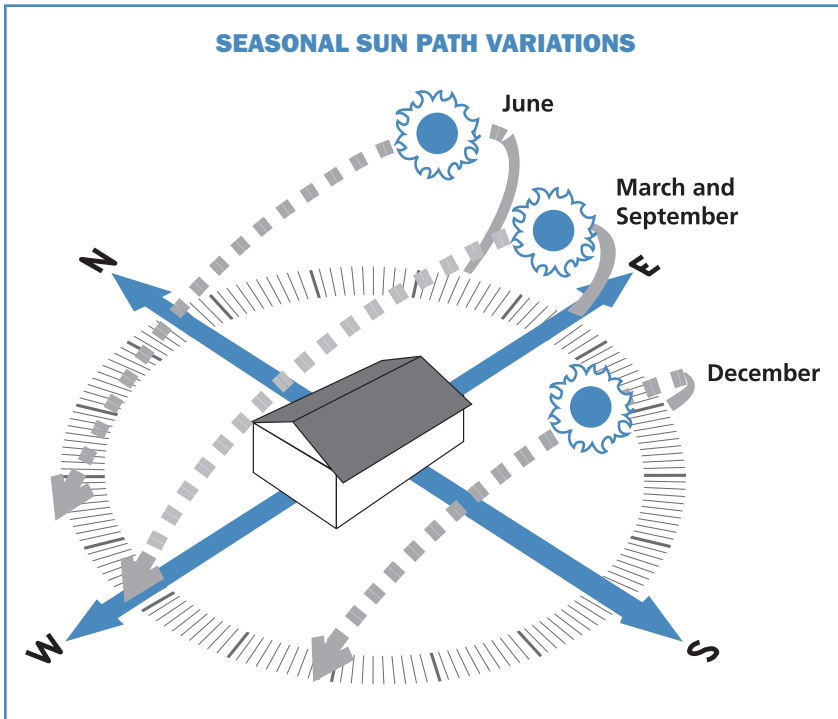 SEASONAL SUN PATH VARIATIONS
June
March and
September
N
E
December
W
S